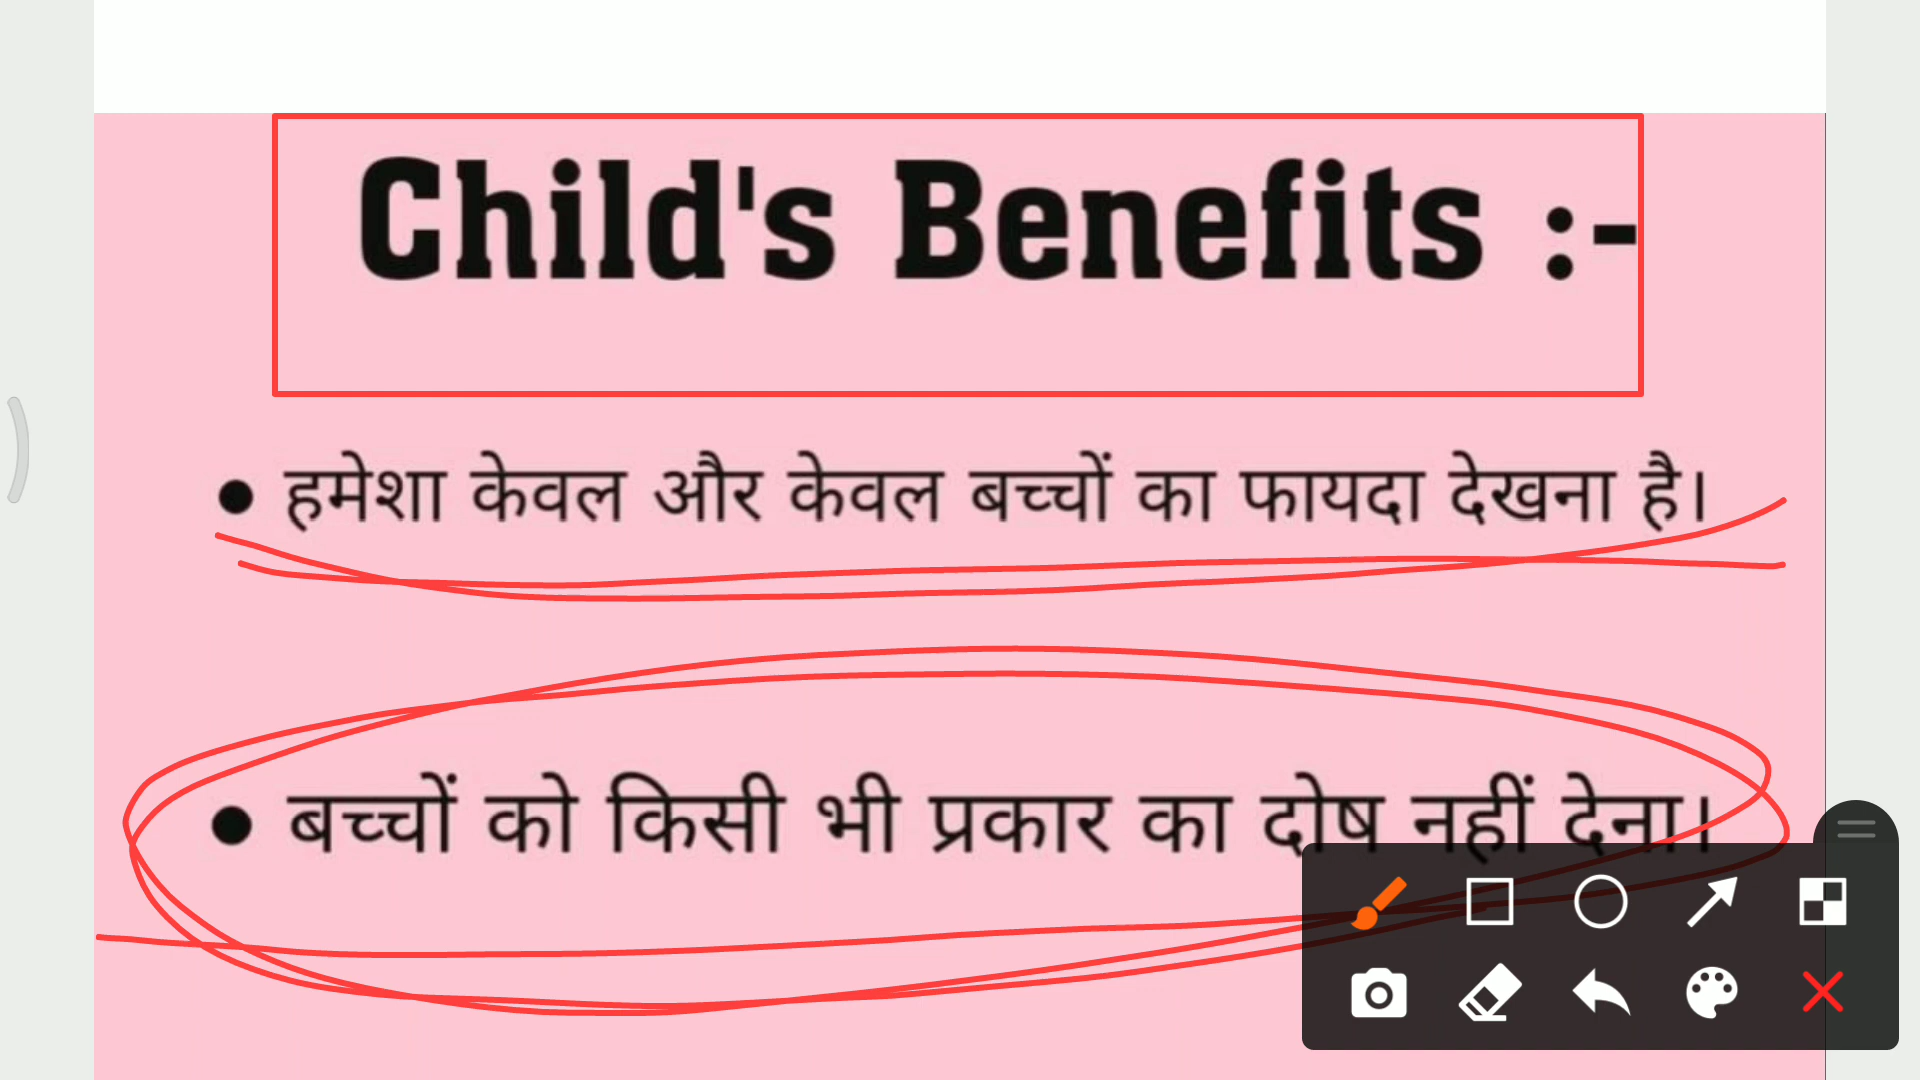 Child's Benefits :-
• हमेशा केवल और केवल बच्चों का फायदा देखना है।
• बच्चों को किसी भी प्रकार का दोष नहीं देना।